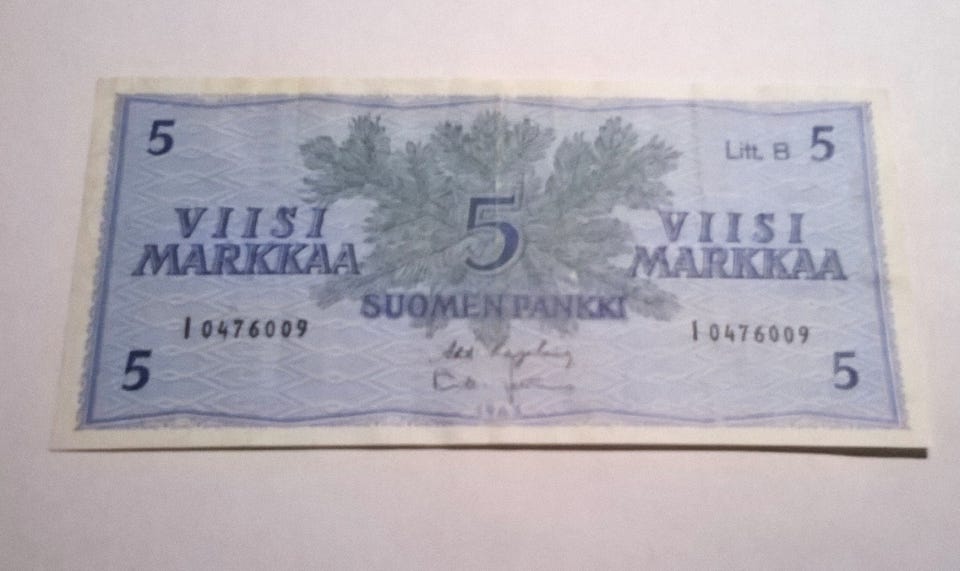 5
Litt. B 5
VIISI
MARKKAA
5
VIISI
MARKKAA
SUOMEN PANKKI
I 0476009
I 0476009
5
5